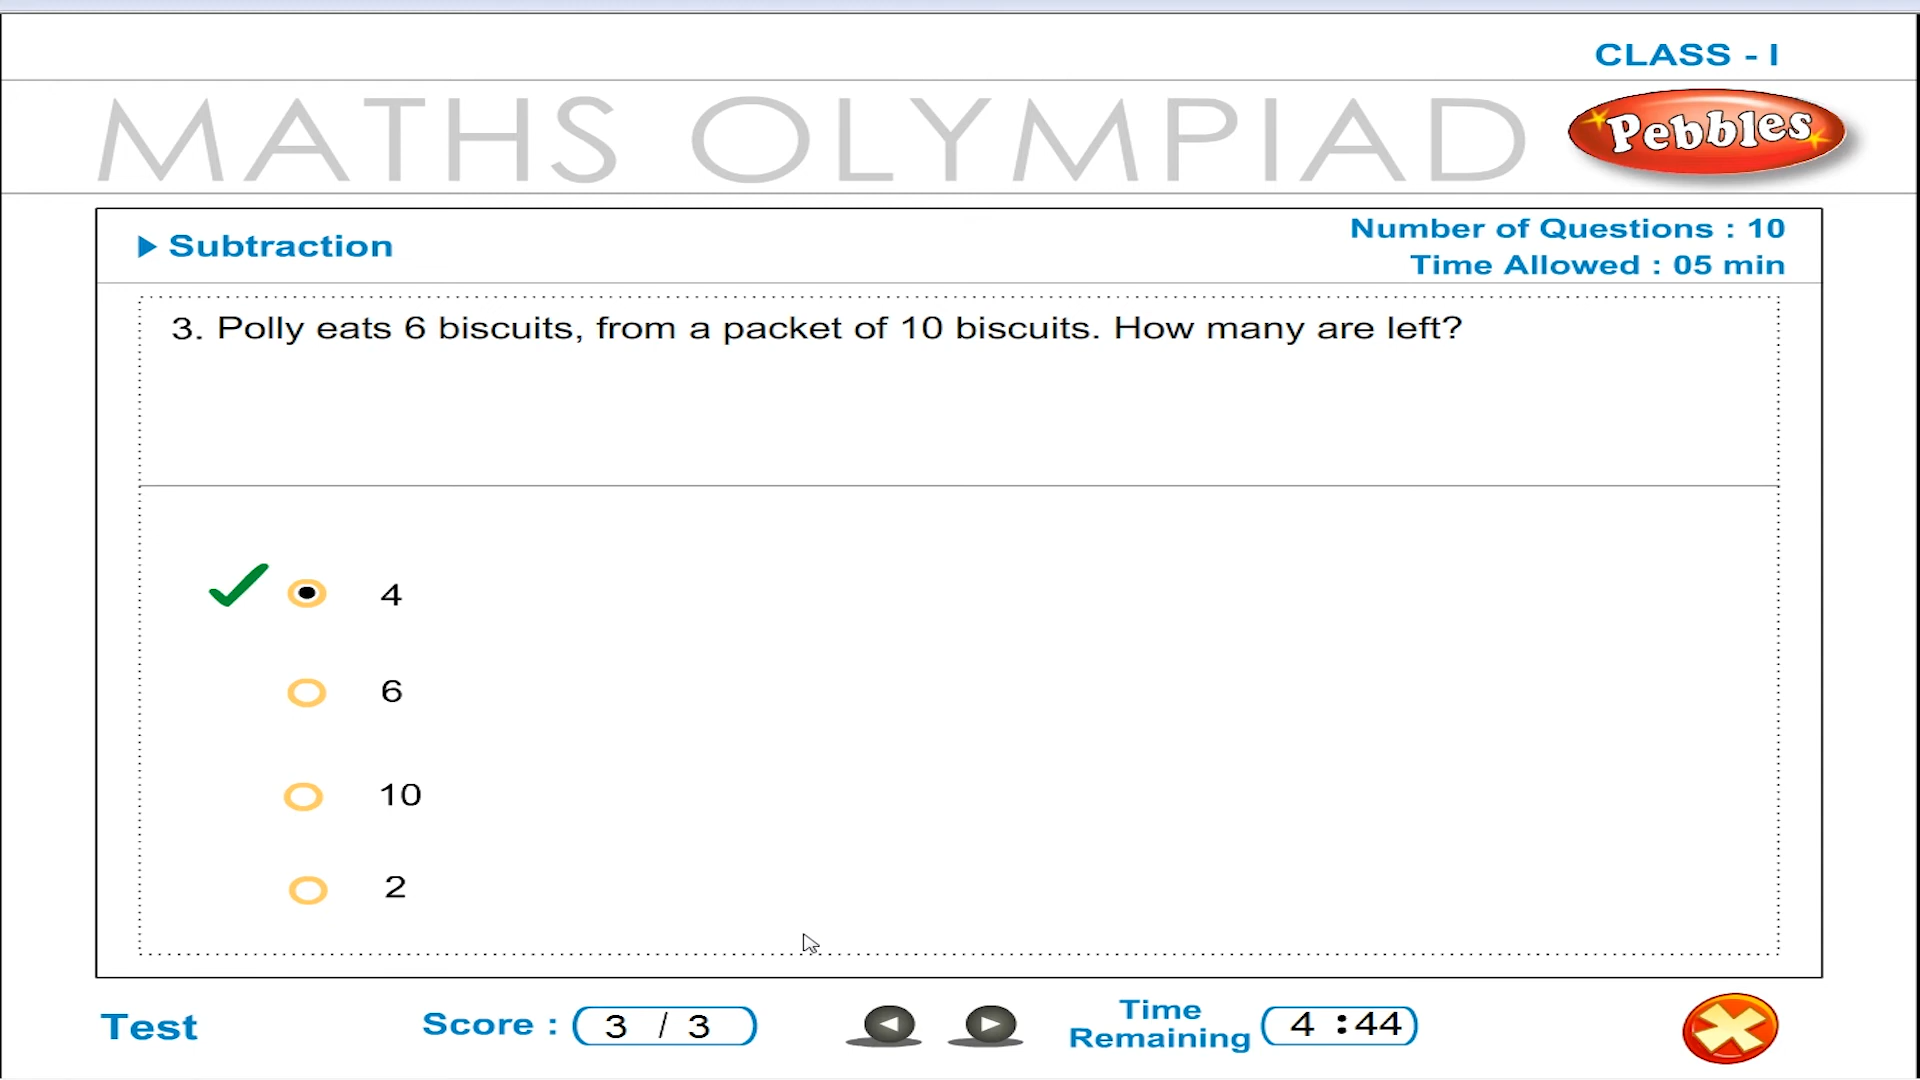 CLASS - I
MATHS OLYMPIAD
Pebbles
Subtraction
Number of Questions : 10
Time Allowed : 05 min
3. Polly eats 6 biscuits, from a packet of 10 biscuits. How many are left?
4
6
10
2
Test
Score : 3 / 3
Time
Remaining
4 :44